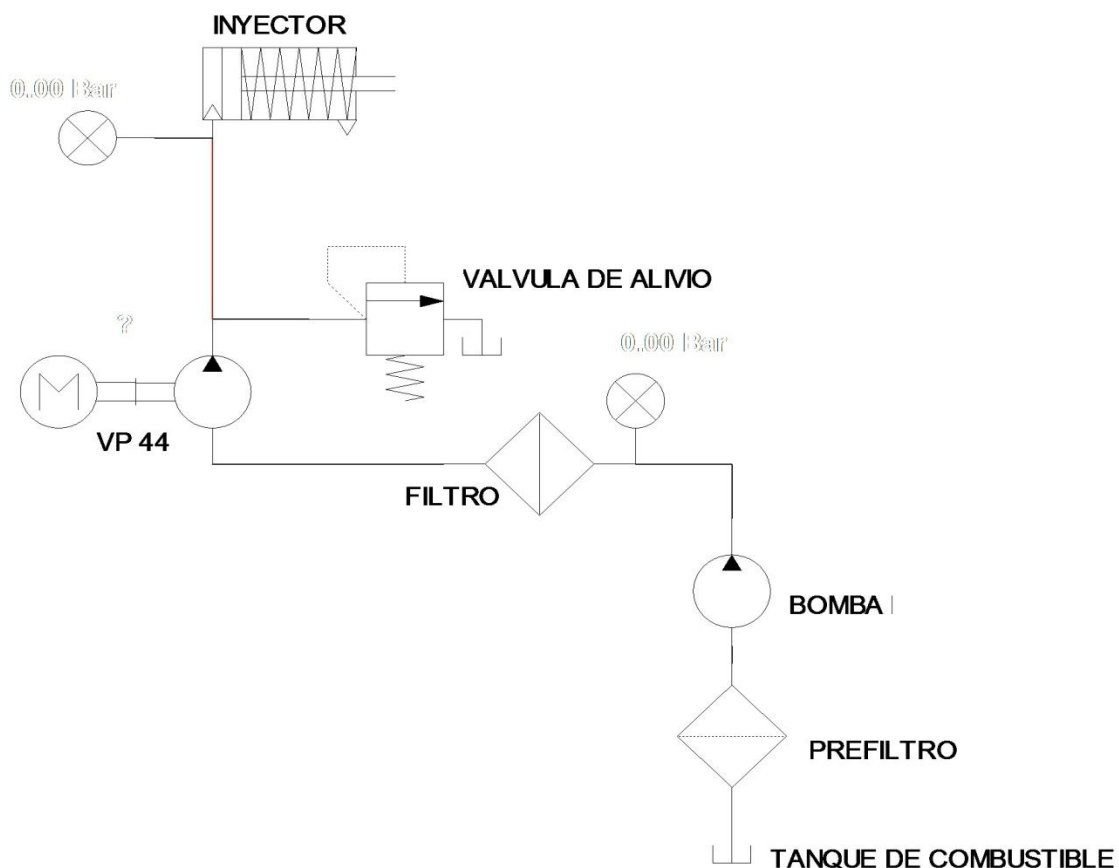 INYECTOR
0.00 Bar
VALVULA DE ALIVIO
?
0.00 Bar
M
VP 44
FILTRO
BOMBA
PREFILTRO
TANQUE DE COMBUSTIBLE